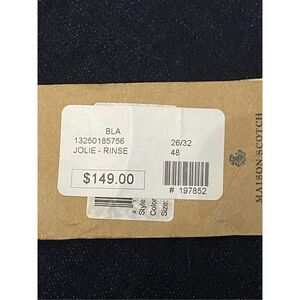 BLA
13250185756
JOLIE - RINSE
26/32
48
$149.00
# 197852
Style
Color
Size:
MAISON SCOTCH